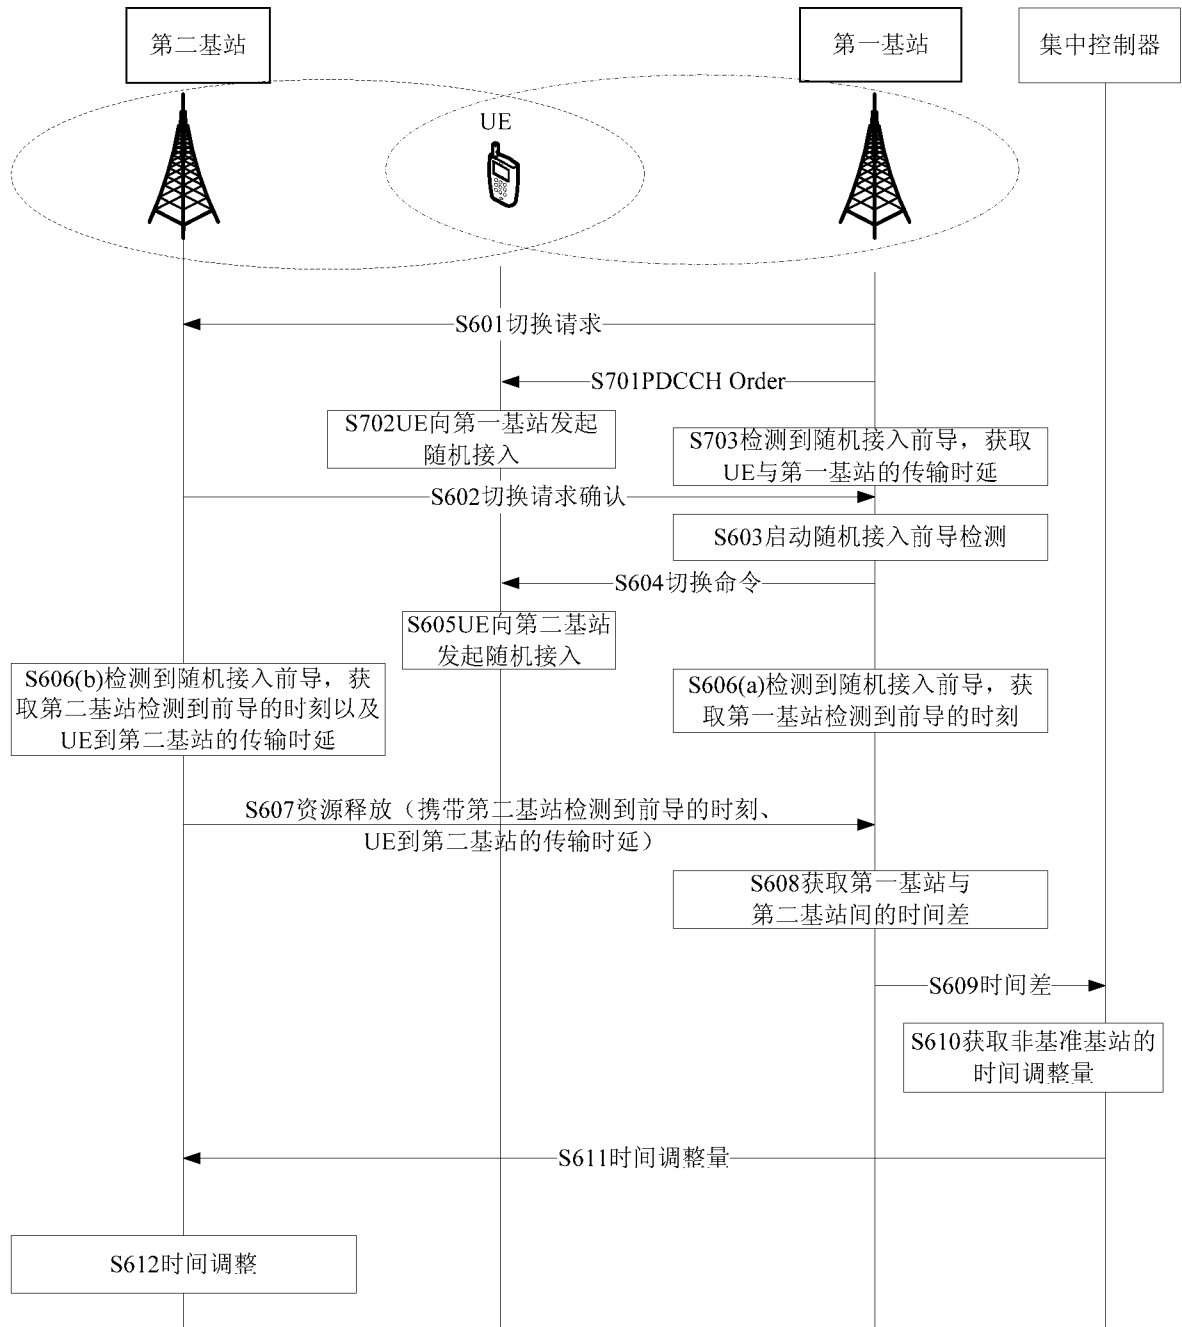 第二基站
第一基站
集中控制器
UE
S601切换请求
S701PDCCH Order
S702UE向第一基站发起
随机接入
S703检测到随机接入前导，获取
UE与第一基站的传输时延
S602切换请求确认
S603启动随机接入前导检测
S604切换命令
S605UE向第二基站
发起随机接入
S606(b)检测到随机接入前导，获
取第二基站检测到前导的时刻以及
UE到第二基站的传输时延
S606(a)检测到随机接入前导，获
取第一基站检测到前导的时刻
S607资源释放（携带第二基站检测到前导的时刻、
UE到第二基站的传输时延）
S608获取第一基站与
第二基站间的时间差
S609时间差
S610获取非基准基站的
时间调整量
S611时间调整量
S612时间调整